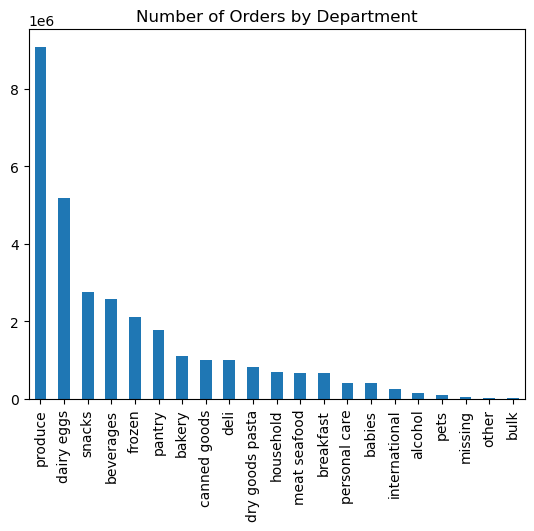 Number of Orders by Department
1e6
8
6
4
2
0
produce
dairy eggs
snacks
beverages
frozen
pantry
bakery
canned goods
deli
dry goods pasta
household
meat seafood
breakfast
personal care
babies
international
alcohol
pets
missing
other
bulk